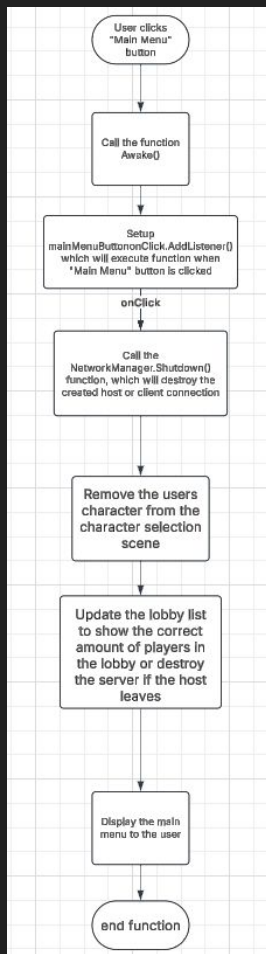 User clicks
"Main Menu"
button
Call the function
Awake()
Setup
mainMenuButtononClick.AddListener()
which will execute function when
"Main Menu" button is clicked
onClick
Call the
NetworkManager.Shutdown()
function, which will destroy the
created host or client connection
Remove the users
character from the
character selection
scene
Update the lobby list
to show the correct
amount of players in
the lobby or destroy
the server if the host
leaves
Display the main
menu to the user
end function